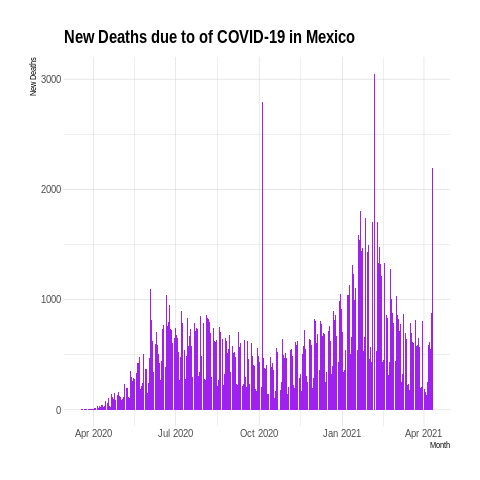 New Deaths due to of COVID-19 in Mexico
New Deaths
3000
2000
1000
0
Apr 2020 Jul 2020 Oct 2020 Jan 2021 Apr 2021
Month